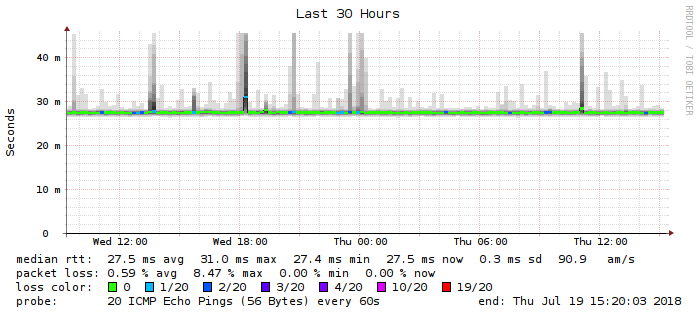 Last 30 Hours
RRDTOOL / TOBI OETIKER
Seconds
40 m
30 m
20 m
10 m
0
Wed 12:00 Wed 18:00 Thu 00:00 Thu 06:00 Thu 12:00
median rtt: 27.5 ms avg 31.0 ms max 27.4 ms min 27.5 ms now 0.3 ms sd 90.9 am/s
packet loss: 0.59 % avg 8.47 % max 0.00 % min 0.00 % now
loss color: 0 1/20 2/20 3/20 4/20 10/20 19/20
probe: 20 ICMP Echo Pings (56 Bytes) every 60s end: Thu Jul 19 15:20:03 2018